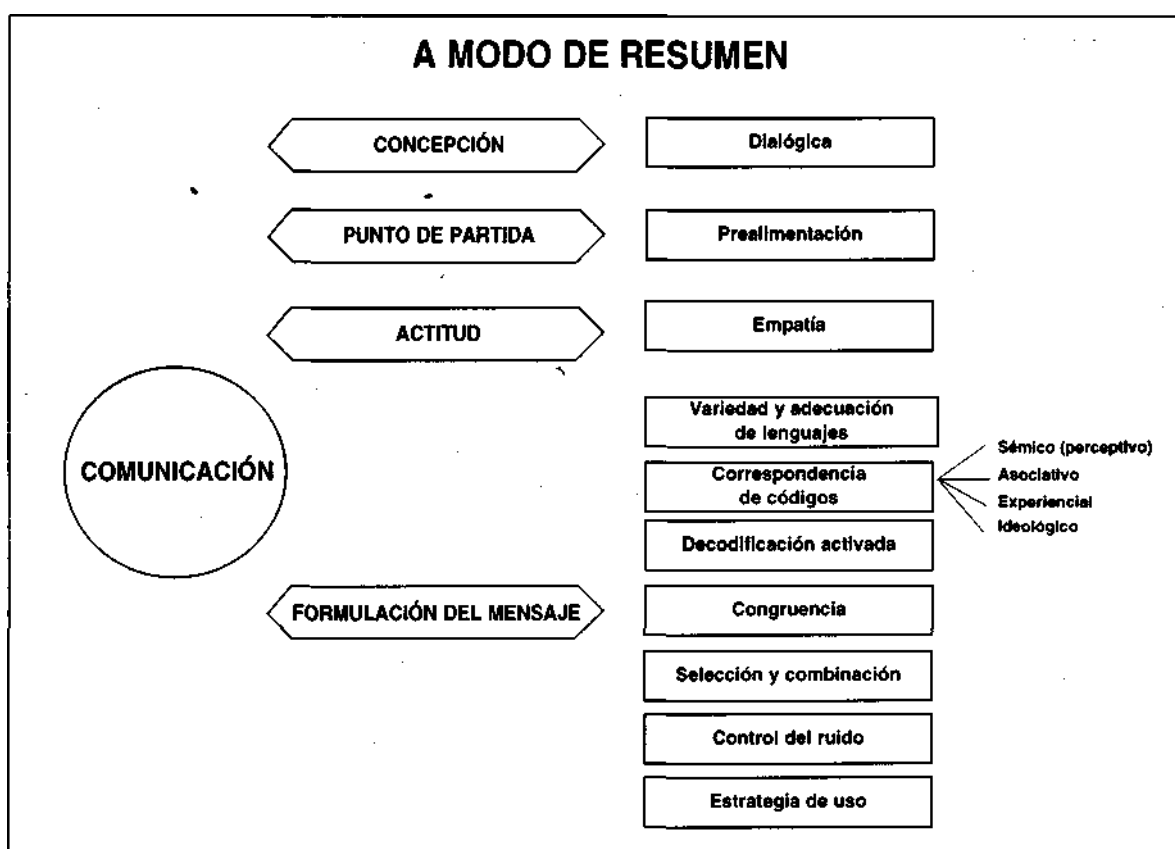 A MODO DE RESUMEN
CONCEPCIÓN
Dialógica
PUNTO DE PARTIDA
Prealimentación
ACTITUD
Empatía
COMUNICACIÓN
Variedad y adecuación
de lenguajes
Correspondencia
de códigos
Sémico (perceptivo)
Asociativo
Experiencial
Ideológico
Decodificación activada
FORMULACIÓN DEL MENSAJE
Congruencia
Selección y combinación
Control del ruido
Estrategia de uso